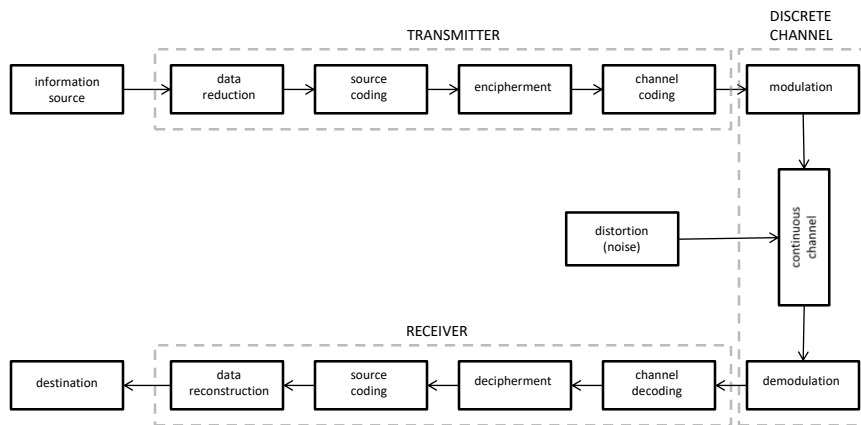 DISCRETE
CHANNEL
TRANSMITTER
information
source
data
reduction
source
coding
encipherment
channel
coding
modulation
continuous
channel
distortion
(noise)
RECEIVER
destination
data
reconstruction
source
coding
decipherment
channel
decoding
demodulation